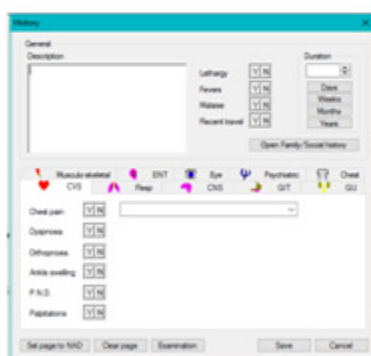 History
General
Description
Duration
Lethargy Y N
Fevers Y N
Malaise Y N
Recent travel Y N
Days
Weeks
Months
Years
Open Family/Social history
Musculo-skeletal ENT Eye Psychiatric Chest
CVS Resp CNS GIT GU
Chest pain Y N
Dyspnoea Y N
Orthopnoea Y N
Ankle swelling Y N
P.N.D. Y N
Palpitations Y N
Set page to NAD Clear page Examination Save Cancel